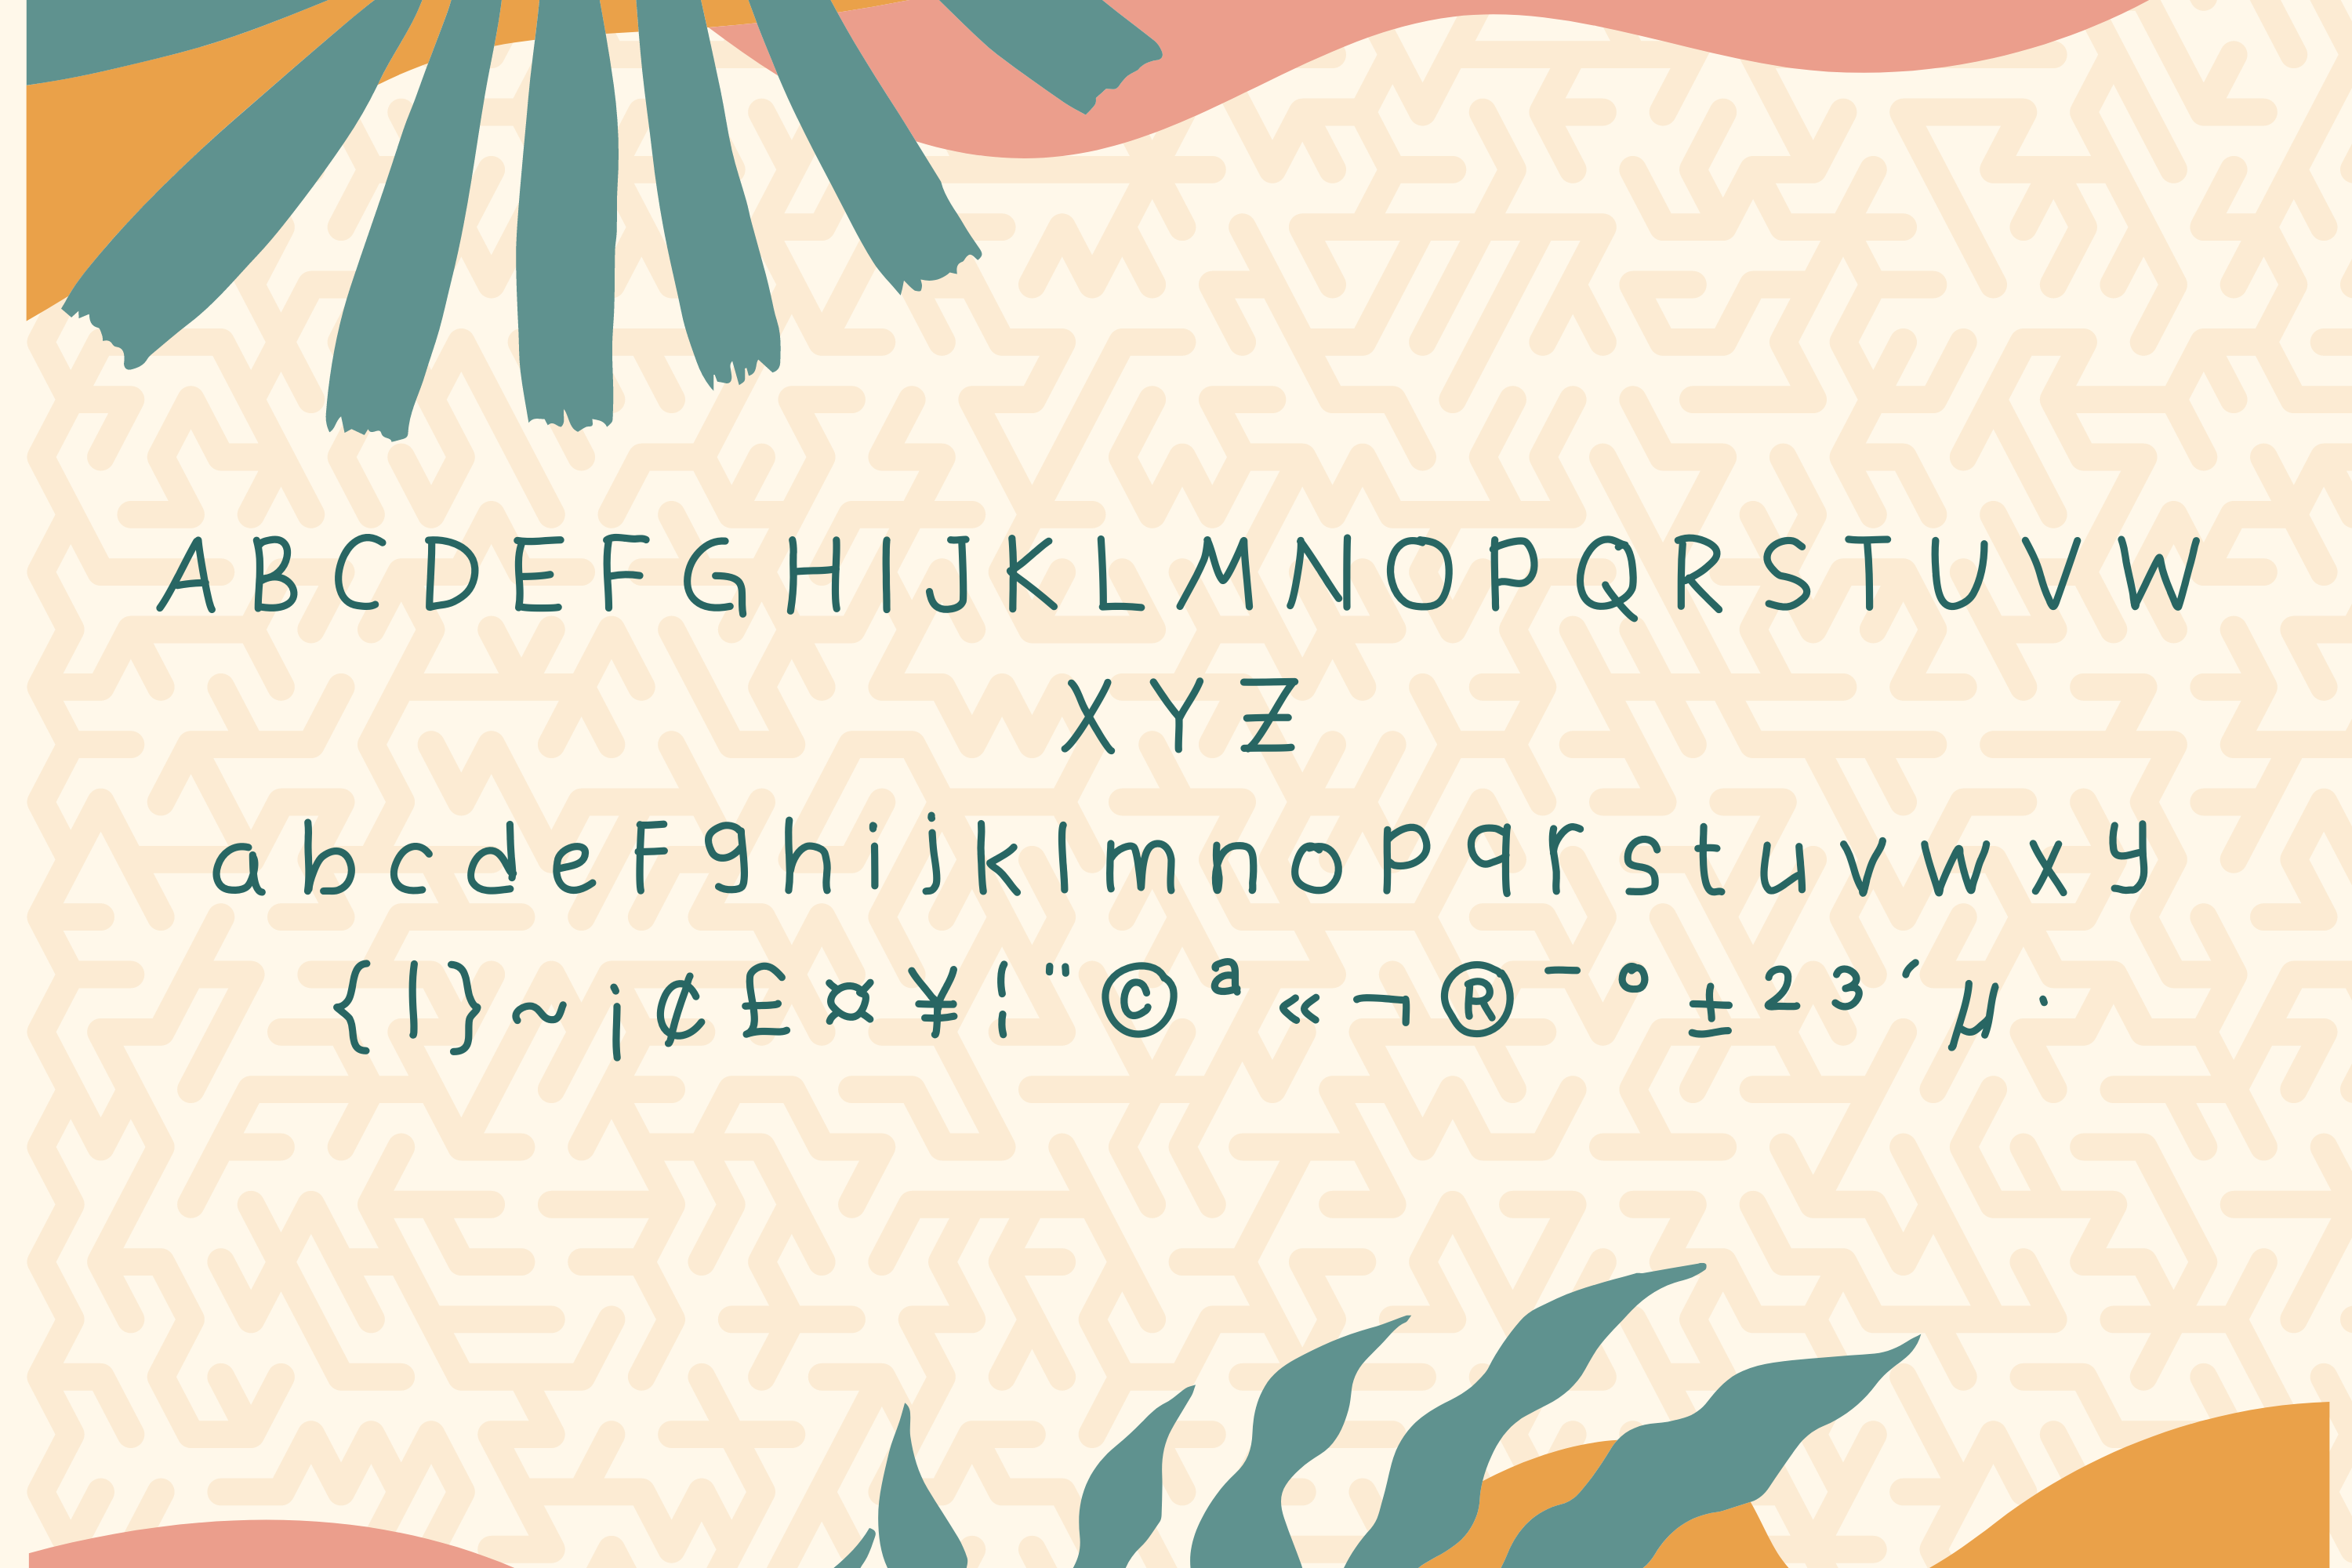 A B C D E F G H I J K L M N O P Q R S T U V W
X Y Z
a b c d e F g h i j k l m n o p q r s t u v w x y
{ | } ~ ¡ ¢ £ ¤ ¥ ¦ ¨ © ª « ¬ ® ¯ ° ± ² ³ ´ µ ·